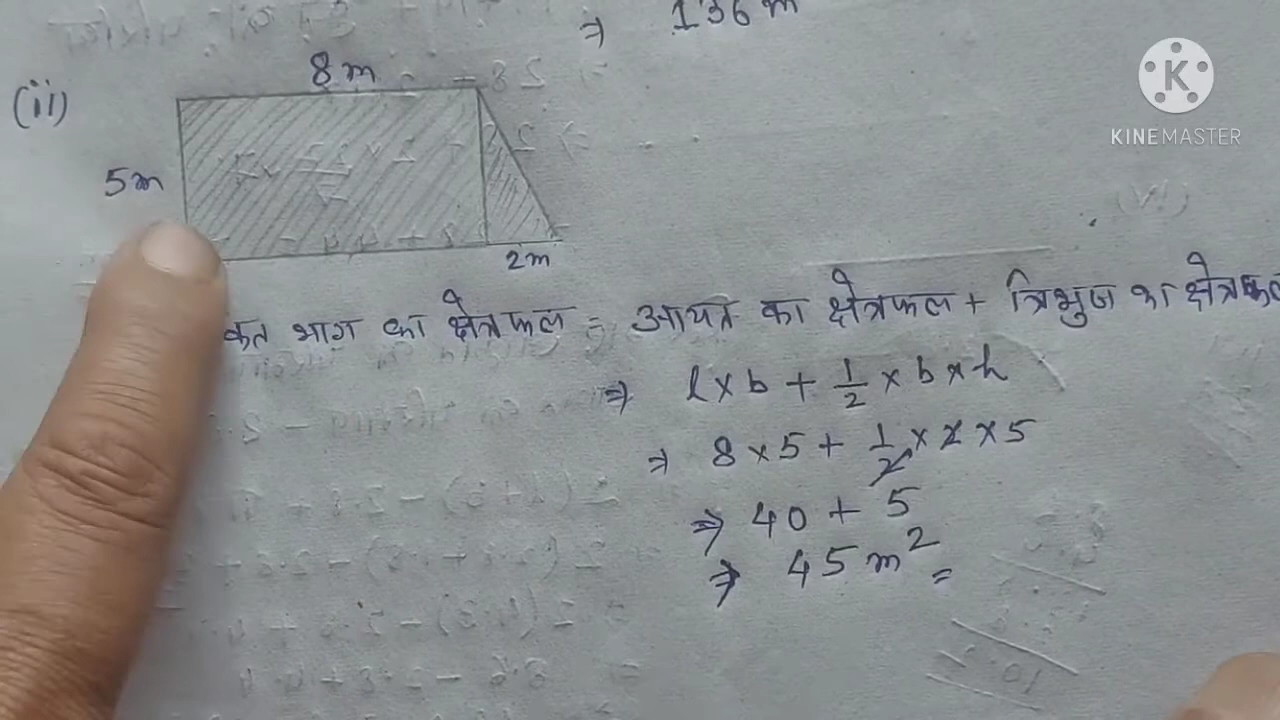 ⇒ 136 m
(ii)
8 m
5m
2m
K
KINEMASTER
भाग का क्षेत्रफल = आयत का क्षेत्रफल + त्रिभुज का क्षेत्रफल
⇒ l × b + 1/2 × b × h
⇒ 8 × 5 + 1/2 × 2 × 5
⇒ 40 + 5
⇒ 45 m² =